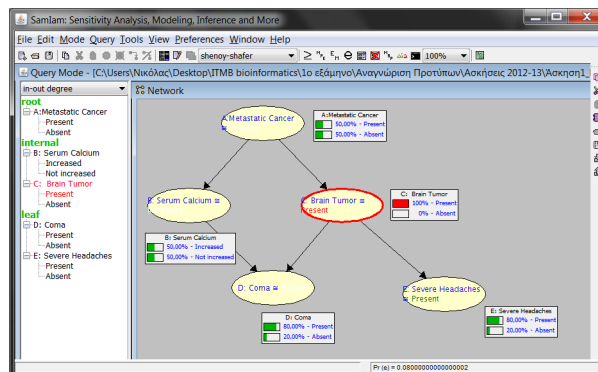 SamIam: Sensitivity Analysis, Modeling, Inference and More
File Edit Mode Query Tools View Preferences Window Help
shenoy-shafer
100%
Query Mode - [C:\Users\Νικόλας\Desktop\ITMB bioinformatics\1ο εξάμηνο\Αναγνώριση Προτύπων\Ασκήσεις 2012-13\Ασκηση1_
in-out degree
root
A:Metastatic Cancer
Present
Absent
internal
B: Serum Calcium
Increased
Not increased
C: Brain Tumor
Present
Absent
leaf
D: Coma
Present
Absent
E: Severe Headaches
Present
Absent
Network
A:Metastatic Cancer
≅
A:Metastatic Cancer
50,00% - Present
50,00% - Absent
B: Serum Calcium ≅
C: Brain Tumor ≅
Present
C: Brain Tumor
100% - Present
0% - Absent
B: Serum Calcium
50,00% - Increased
50,00% - Not increased
D: Coma ≅
E: Severe Headaches
≅ Present
D: Coma
80,00% - Present
20,00% - Absent
E: Severe Headaches
80,00% - Present
20,00% - Absent
Pr (e) = 0.08000000000000002